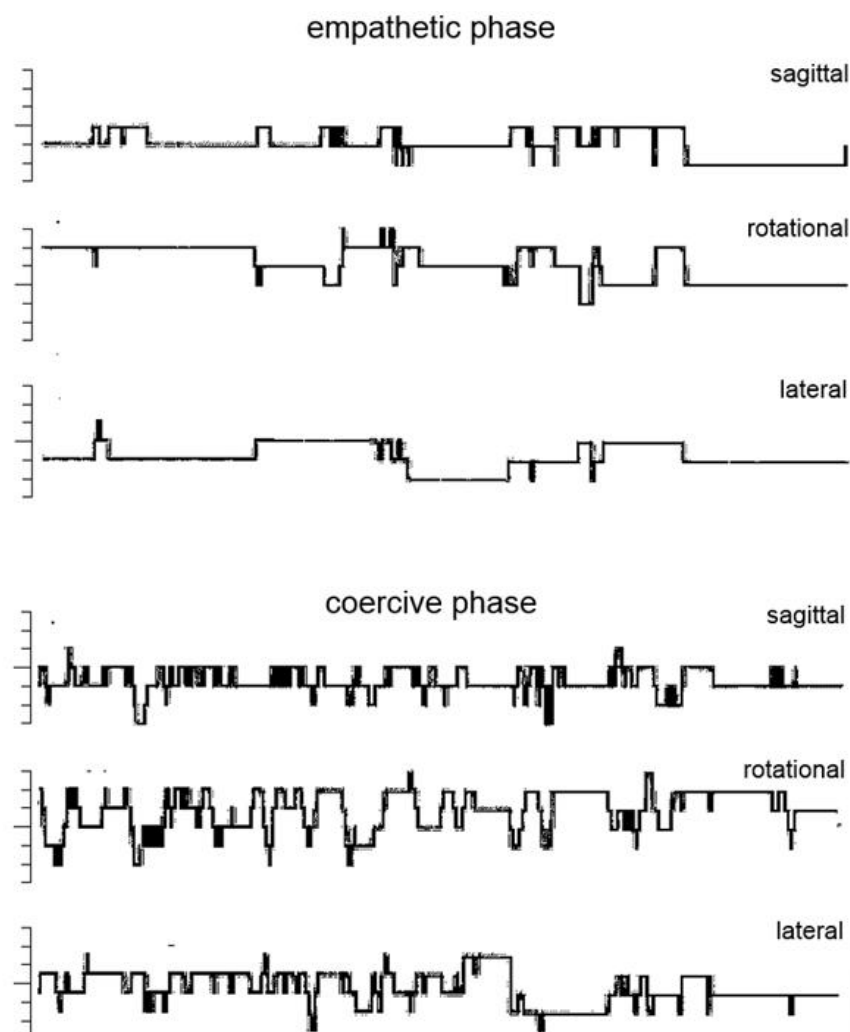 empathetic phase
sagittal
rotational
lateral
coercive phase
sagittal
rotational
lateral